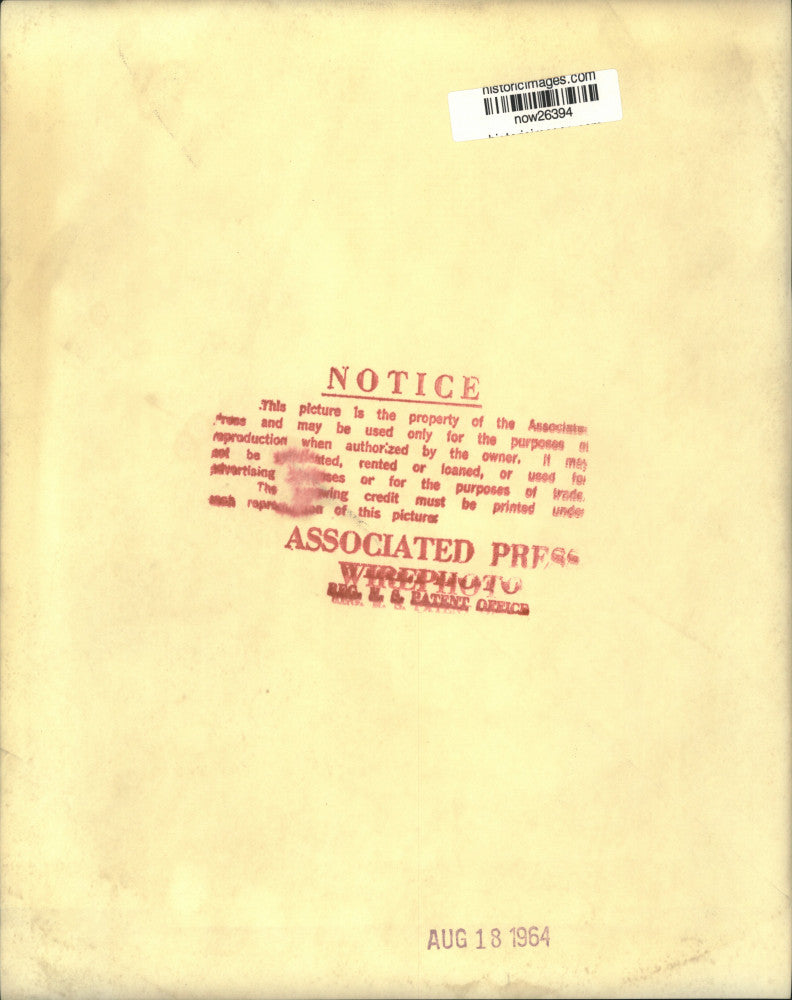 historicimages.com
now26394
NOTICE
This picture is the property of the Associated
Press and may be used only for the purposes of
reproduction when authorized by the owner. It may
not be rented or loaned, or used for
advertising or for the purposes of trade.
The credit must be printed under
each of this picture
ASSOCIATED PRESS
WIREPHOTO
REG. U. S. PATENT OFFICE
AUG 18 1964